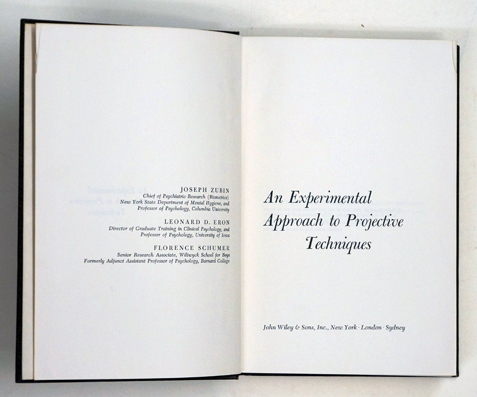 JOSEPH ZUBIN
Chief of Psychiatric Research (Biometrics)
New York State Department of Mental Hygiene, and
Professor of Psychology, Columbia University
LEONARD D. ERON
Director of Graduate Training in Clinical Psychology, and
Professor of Psychology, University of Iowa
FLORENCE SCHUMER
Senior Research Associate, Wiltwyck School for Boys
Formerly Adjunct Assistant Professor of Psychology, Barnard College
An Experimental
Approach to Projective
Techniques
John Wiley & Sons, Inc., New York · London · Sydney